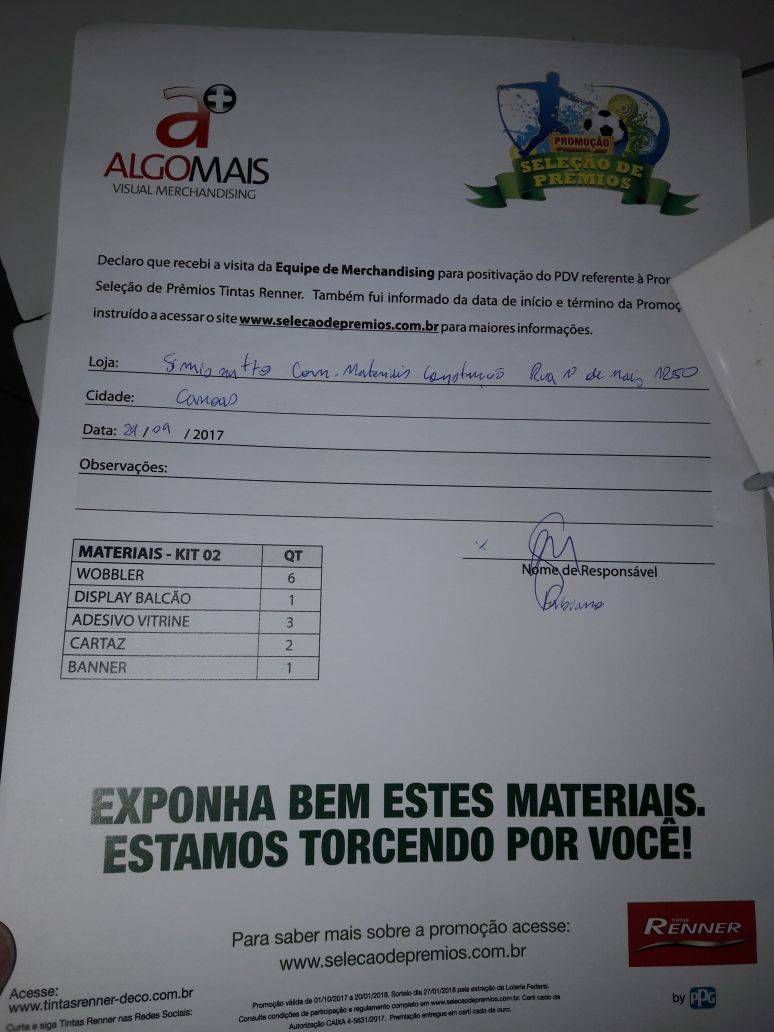 a+
ALGOMAIS
VISUAL MERCHANDISING
PROMOÇÃO
SELEÇÃO DE
PRÊMIOS
Declaro que recebi a visita da Equipe de Merchandising para positivação do PDV referente à Pror
Seleção de Prêmios Tintas Renner. Também fui informado da data de início e término da Promoç
instruído a acessar o site www.selecaodepremios.com.br para maiores informações.
Loja: Com. Materiais Construção Rua 1º de maio 1250
Cidade: Canoas
Data: 29/09/2017
Observações:
MATERIAIS - KIT 02 QT
WOBBLER 6
DISPLAY BALCÃO 1
ADESIVO VITRINE 3
CARTAZ 2
BANNER 1
x
Nome de Responsável
Fabiano
EXPONHA BEM ESTES MATERIAIS.
ESTAMOS TORCENDO POR VOCÊ!
Para saber mais sobre a promoção acesse:
www.selecaodepremios.com.br
TINTAS
RENNER
by PPG
Acesse:
www.tintasrenner-deco.com.br
Curta e siga Tintas Renner nas Redes Sociais:
Promoção válida de 01/10/2017 a 20/01/2018. Sorteio dia 27/01/2018 pela extração da Loteria Federal.
Consulte condições de participação e regulamento completo em www.selecaodepremios.com.br. Certificado de
Autorização CAIXA 4-5631/2017. Premiação entregue em certificado de ouro.